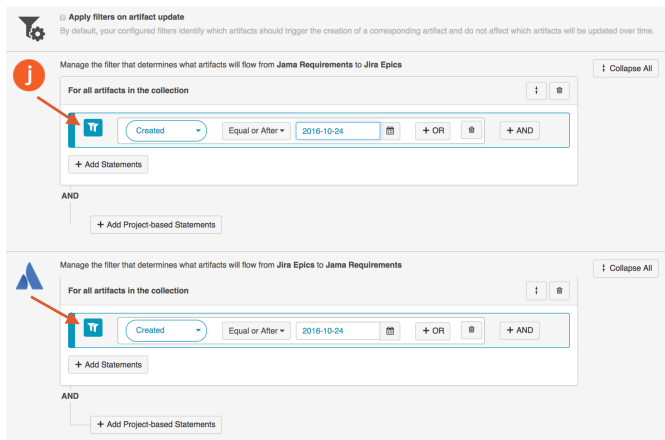 Apply filters on artifact update
By default, your configured filters identify which artifacts should trigger the creation of a corresponding artifact and do not affect which artifacts will be updated over time.
Manage the filter that determines what artifacts will flow from Jama Requirements to Jira Epics
Collapse All
For all artifacts in the collection
Created Equal or After 2016-10-24 + OR + AND
+ Add Statements
AND
+ Add Project-based Statements
Manage the filter that determines what artifacts will flow from Jira Epics to Jama Requirements
Collapse All
For all artifacts in the collection
Created Equal or After 2016-10-24 + OR + AND
+ Add Statements
AND
+ Add Project-based Statements